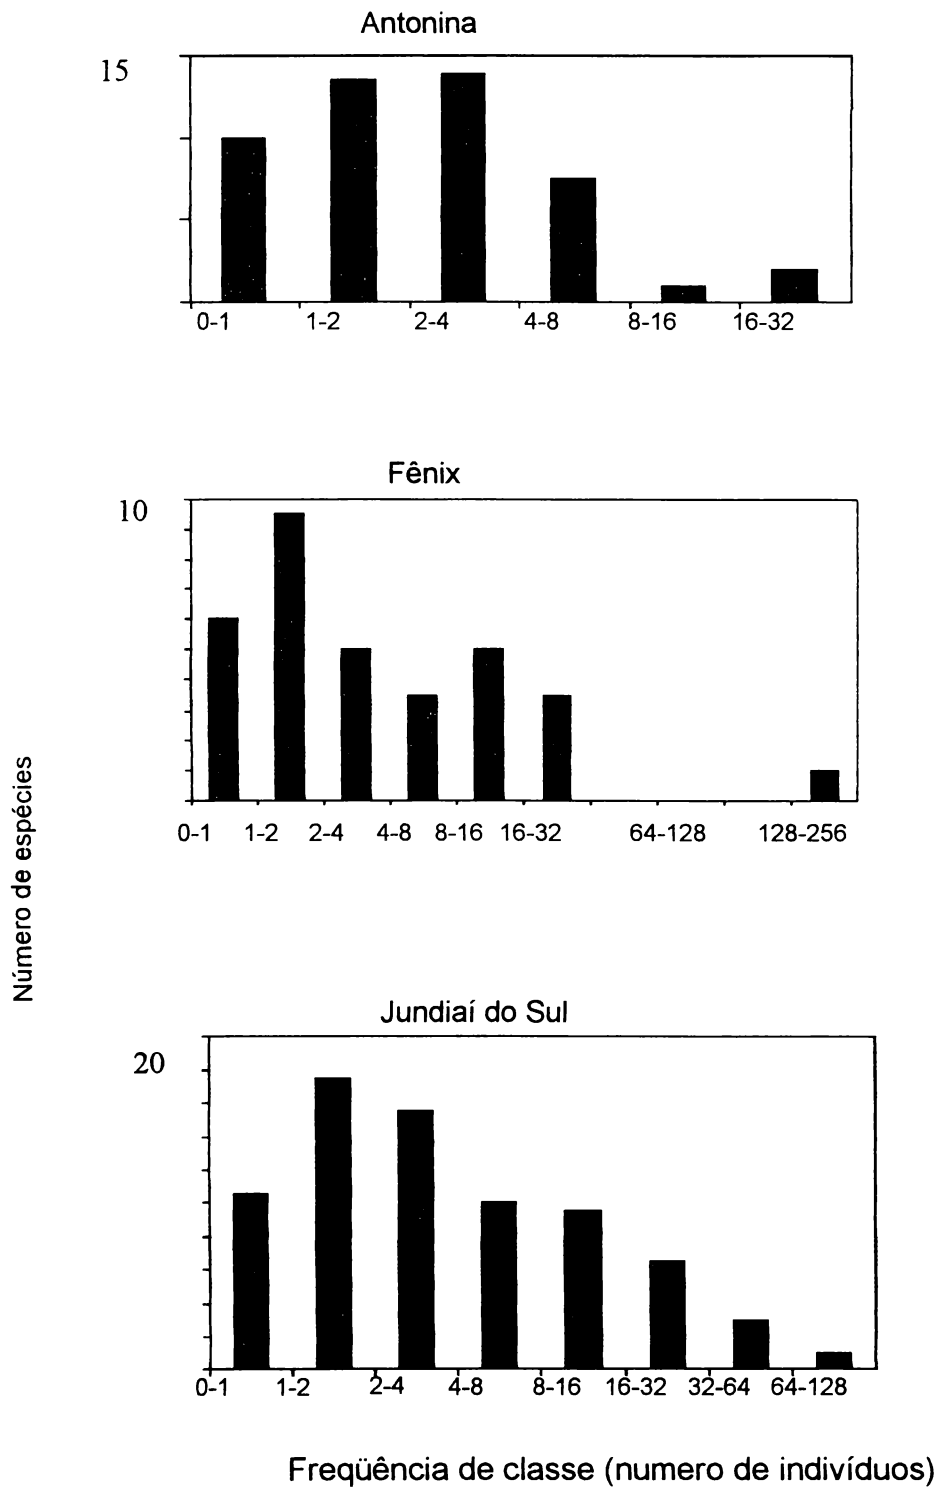 Antonina
15
0-1 1-2 2-4 4-8 8-16 16-32
Fênix
10
0-1 1-2 2-4 4-8 8-16 16-32 64-128 128-256
Número de espécies
Jundiaí do Sul
20
0-1 1-2 2-4 4-8 8-16 16-32 32-64 64-128
Freqüência de classe (numero de indivíduos)